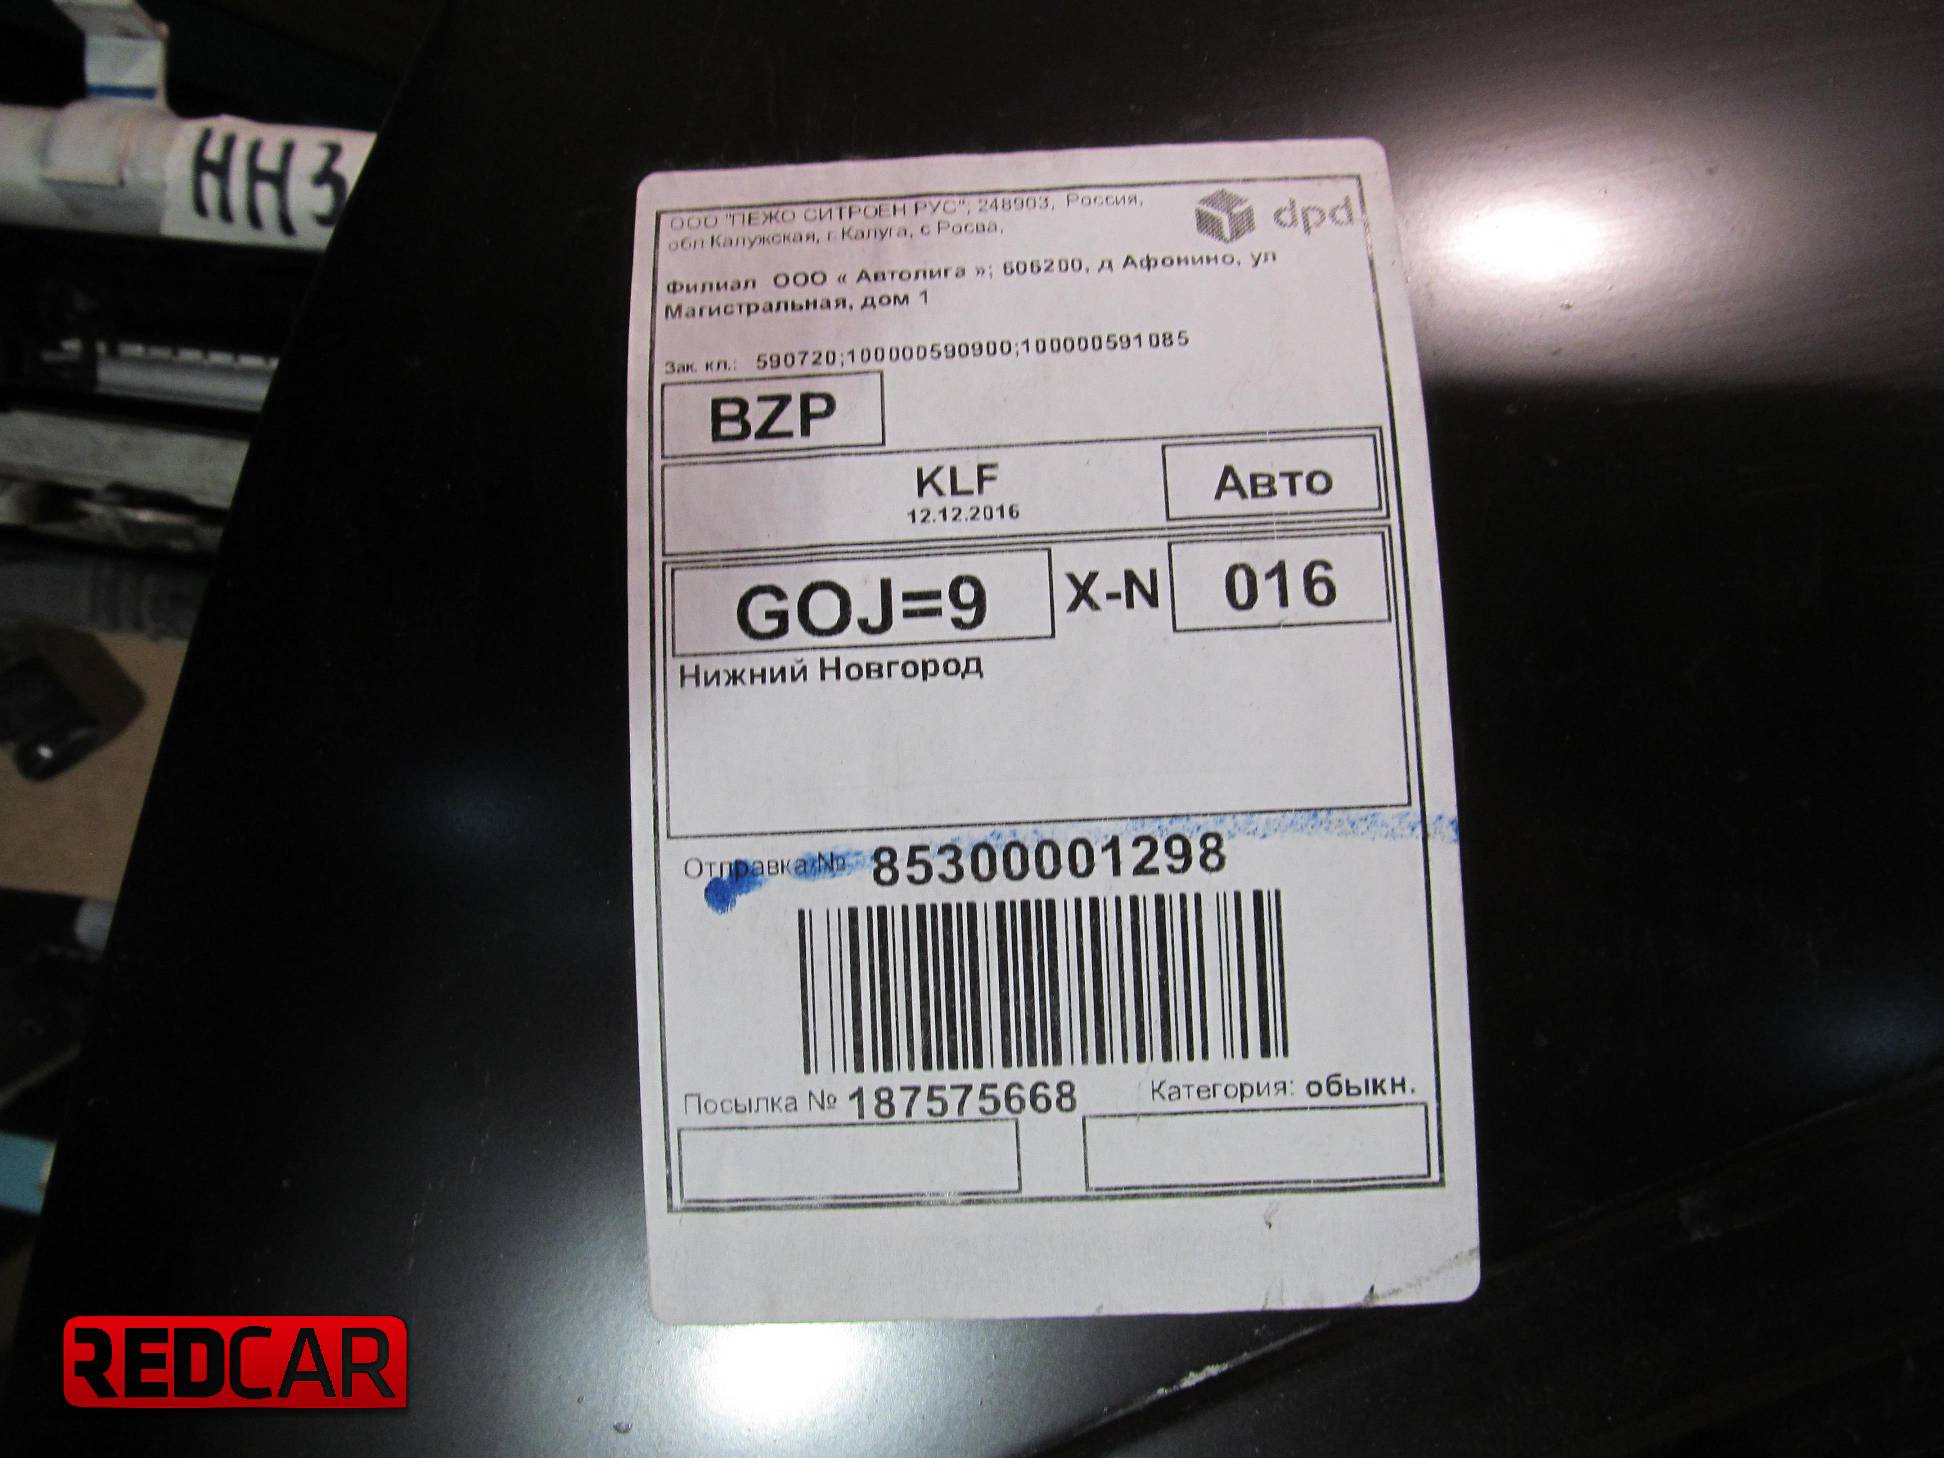 НН3
ООО "ПЕЖО СИТРОЕН РУС"; 248903, Россия,
обл Калужская, г Калуга, с Росва,
dpd
Филиал ООО « Автолига »; 606200, д Афонино, ул
Магистральная, дом 1
Зак. кл.: 590720;100000590900;100000591085
BZP
KLF
12.12.2016
Авто
GOJ=9
X-N
016
Нижний Новгород
Отправка № 85300001298
Посылка № 187575668
Категория: обыкн.
REDCAR